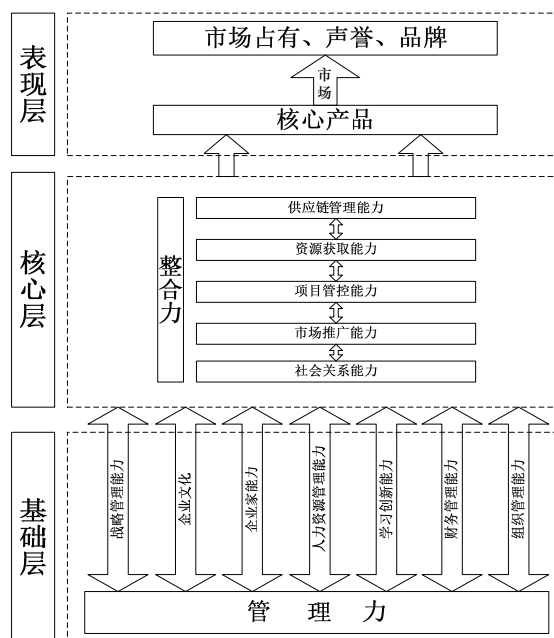 表现层
市场占有、声誉、品牌
市场
核心产品
核心层
整合力
供应链管理能力
资源获取能力
项目管控能力
市场推广能力
社会关系能力
基础层
战略管理能力
企业文化
企业家能力
人力资源管理能力
学习创新能力
财务管理能力
组织管理能力
管 理 力